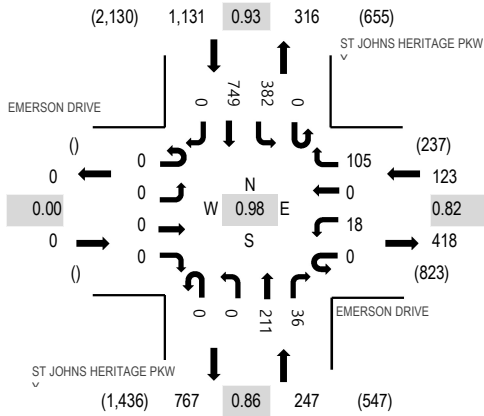 (2,130) 1,131 0.93 316 (655)
ST JOHNS HERITAGE PKW
Y
0 749 382 0
EMERSON DRIVE
() 0 105 (237)
0 0 0 123
N
0.00 W 0.98 E 0.82
0 18
S
0 0 0 418
() (823)
0 0 211 36
EMERSON DRIVE
ST JOHNS HERITAGE PKW
Y
(1,436) 767 0.86 247 (547)